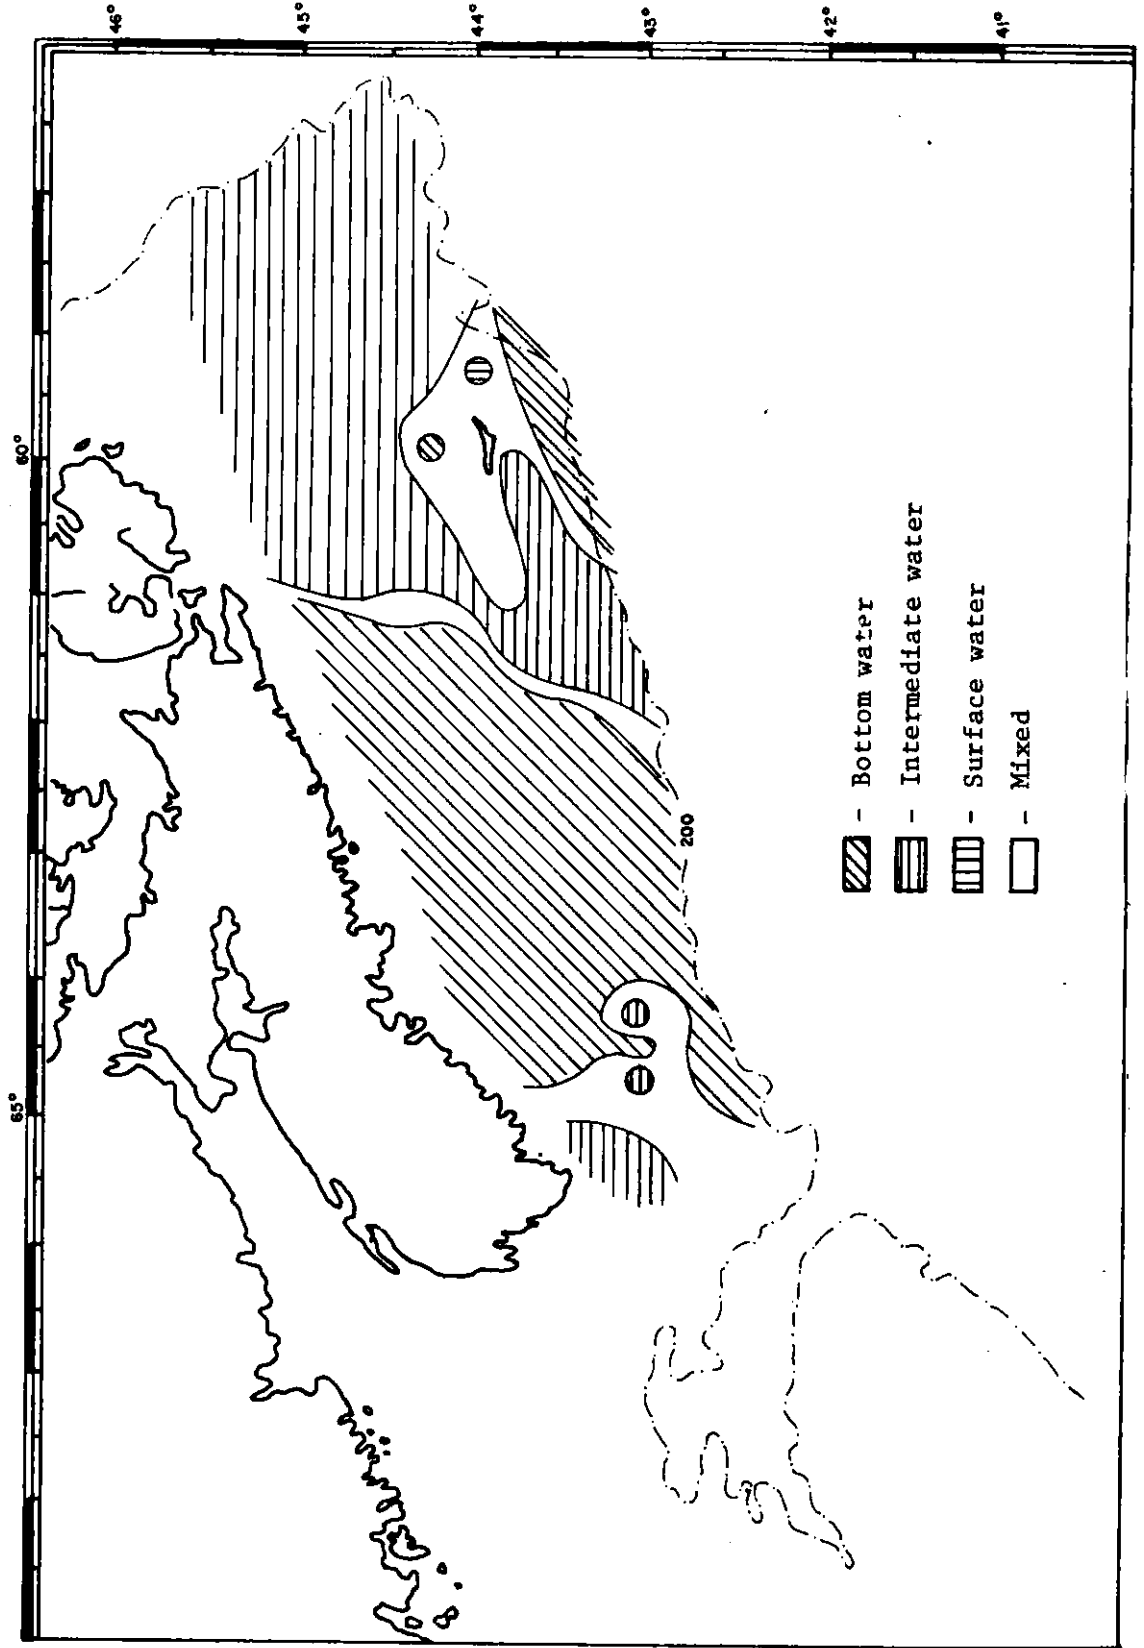 65°
60°
46°
45°
44°
43°
42°
41°
200
- Bottom water
- Intermediate water
- Surface water
- Mixed